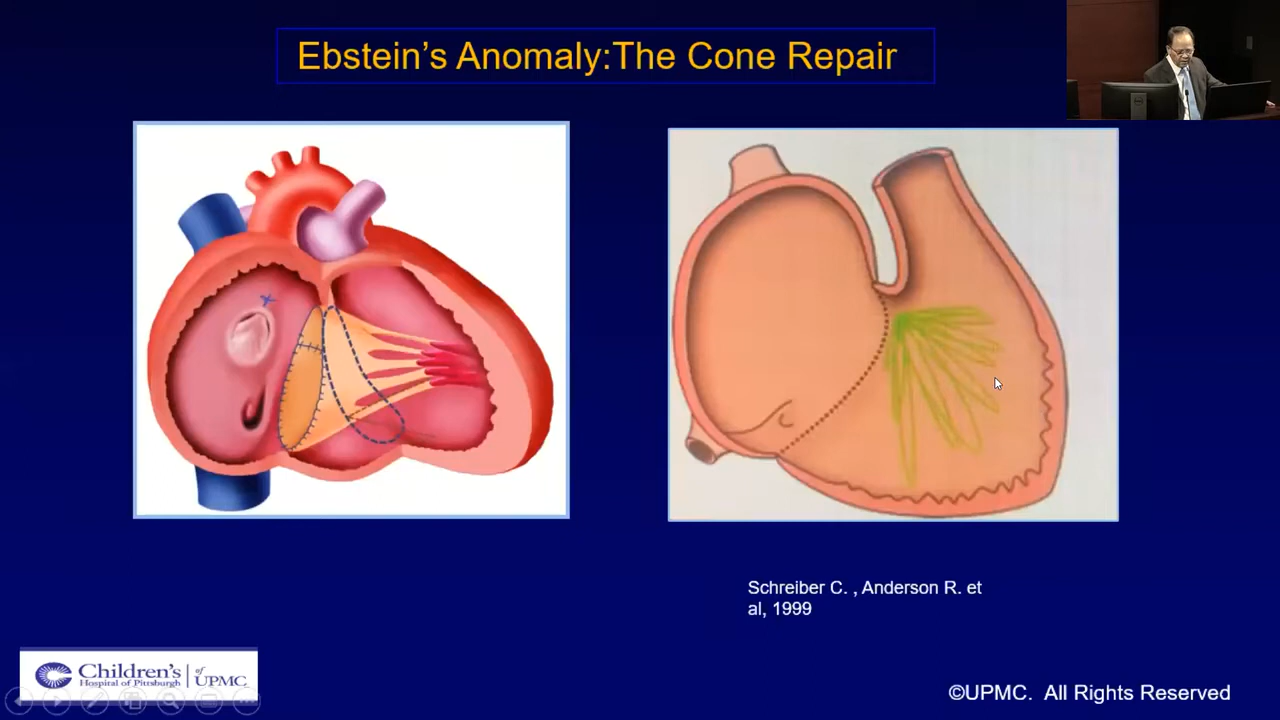 Ebstein’s Anomaly:The Cone Repair
Schreiber C. , Anderson R. et
al, 1999
Children's
Hospital of Pittsburgh
of
UPMC
©UPMC.  All Rights Reserved